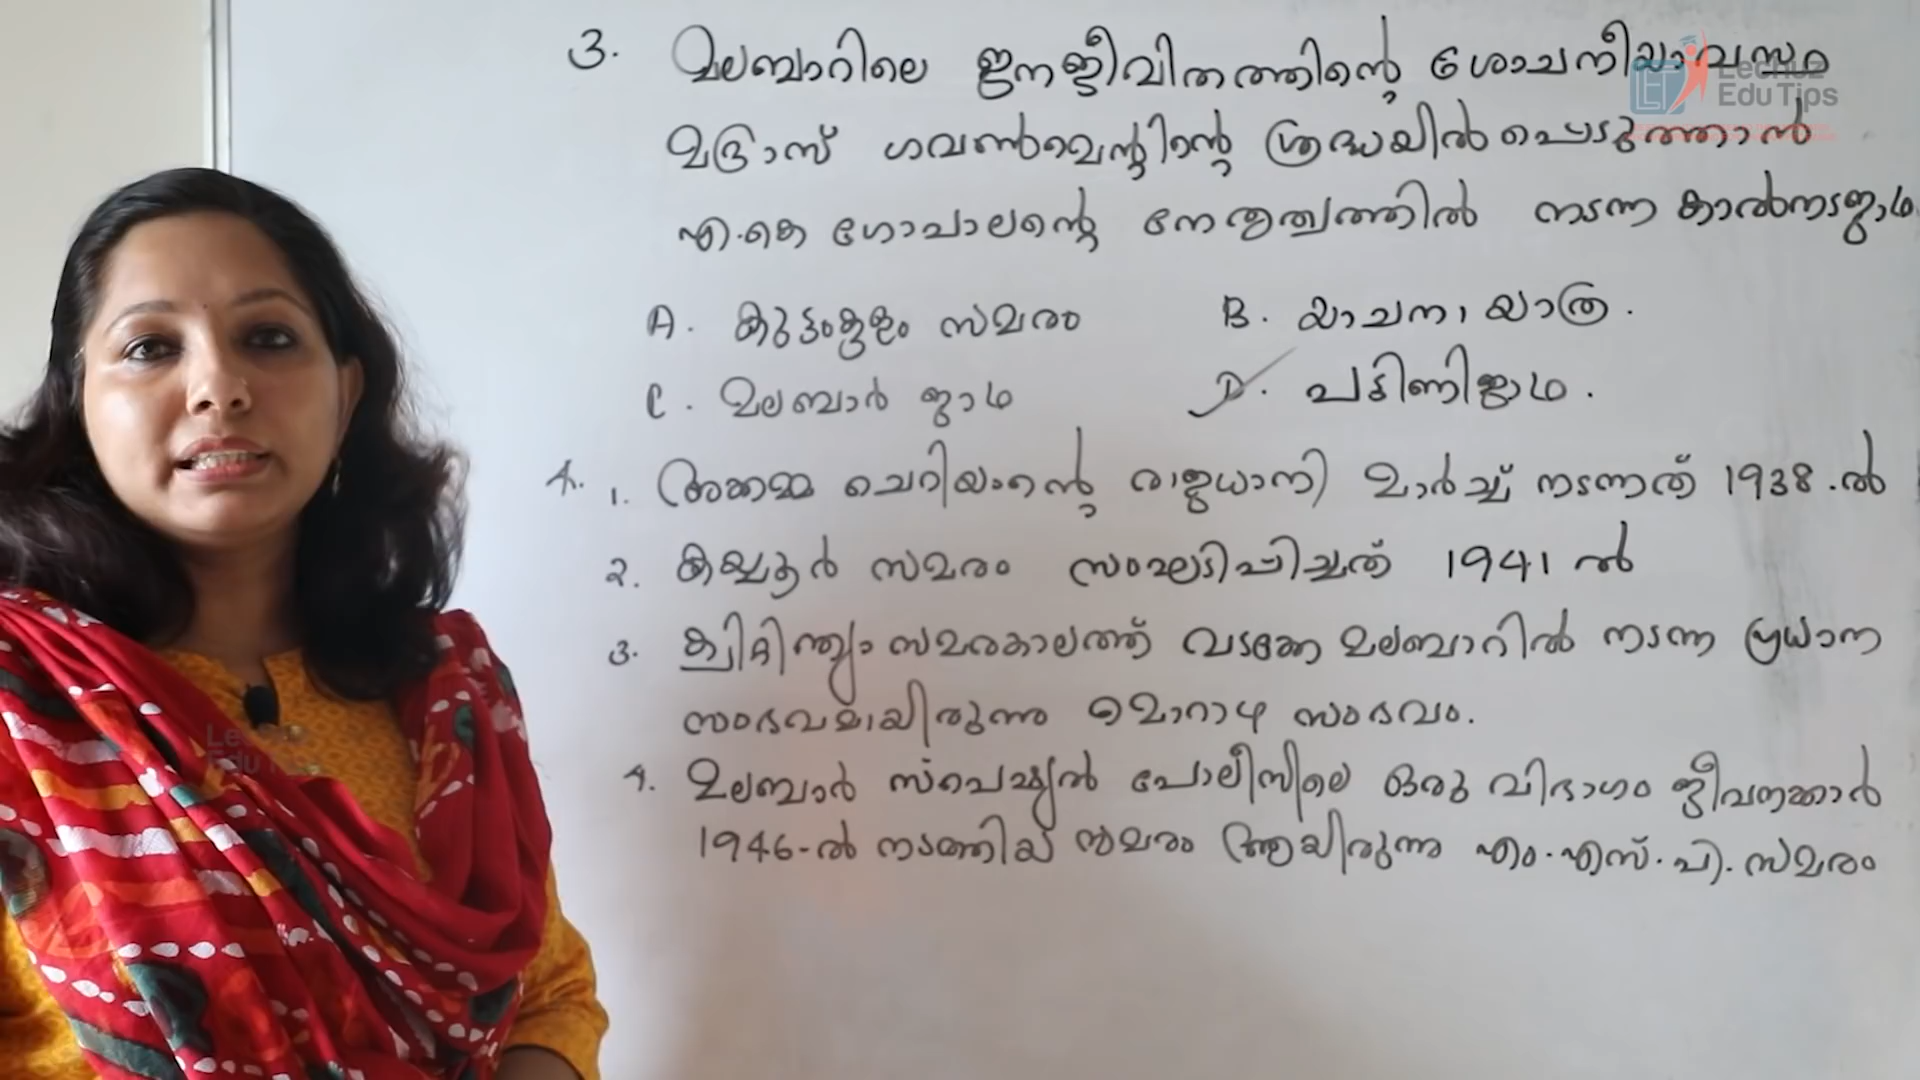 3. മലബാറിലെ ജനജീവിതത്തിന്റെ ശോചനീയാവസ്ഥ
Lechuz
Edu Tips
മദ്രാസ് ഗവൺമെന്റിന്റെ ശ്രദ്ധയിൽപ്പെടുത്താൻ
എ.കെ ഗോപാലന്റെ നേതൃത്വത്തിൽ നടന്ന കാൽനടജാഥ
A. കുട്ടംകുളം സമരം B. യാചനാ യാത്ര.
C. മലബാർ ജാഥ D. പട്ടിണിജാഥ.
4. 1. അക്കമ്മ ചെറിയാന്റെ രാജധാനി മാർച്ച് നടന്നത് 1938-ൽ
2. കയ്യൂർ സമരം സംഘടിപ്പിച്ചത് 1941 ൽ
3. ക്വിറ്റിന്ത്യാ സമരകാലത്ത് വടക്കേ മലബാറിൽ നടന്ന പ്രധാന
സംഭവമായിരുന്നു മൊറാഴ സംഭവം.
4. മലബാർ സ്പെഷ്യൽ പോലീസിലെ ഒരു വിഭാഗം ജീവനക്കാർ
1946-ൽ നടത്തിയ സമരം ആയിരുന്നു എം.എസ്.പി. സമരം